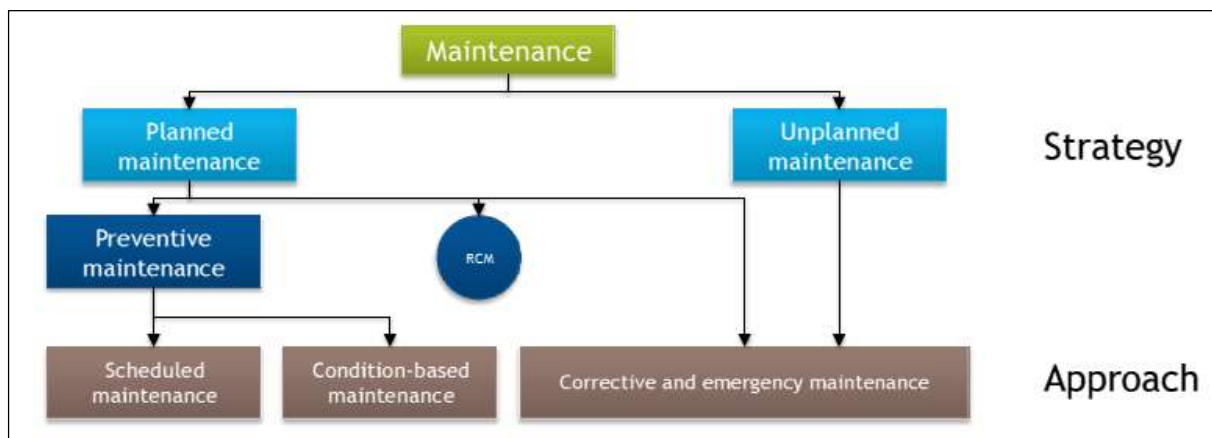 Maintenance
Planned
maintenance
Unplanned
maintenance
Strategy
Preventive
maintenance
RCM
Scheduled
maintenance
Condition-based
maintenance
Corrective and emergency maintenance
Approach